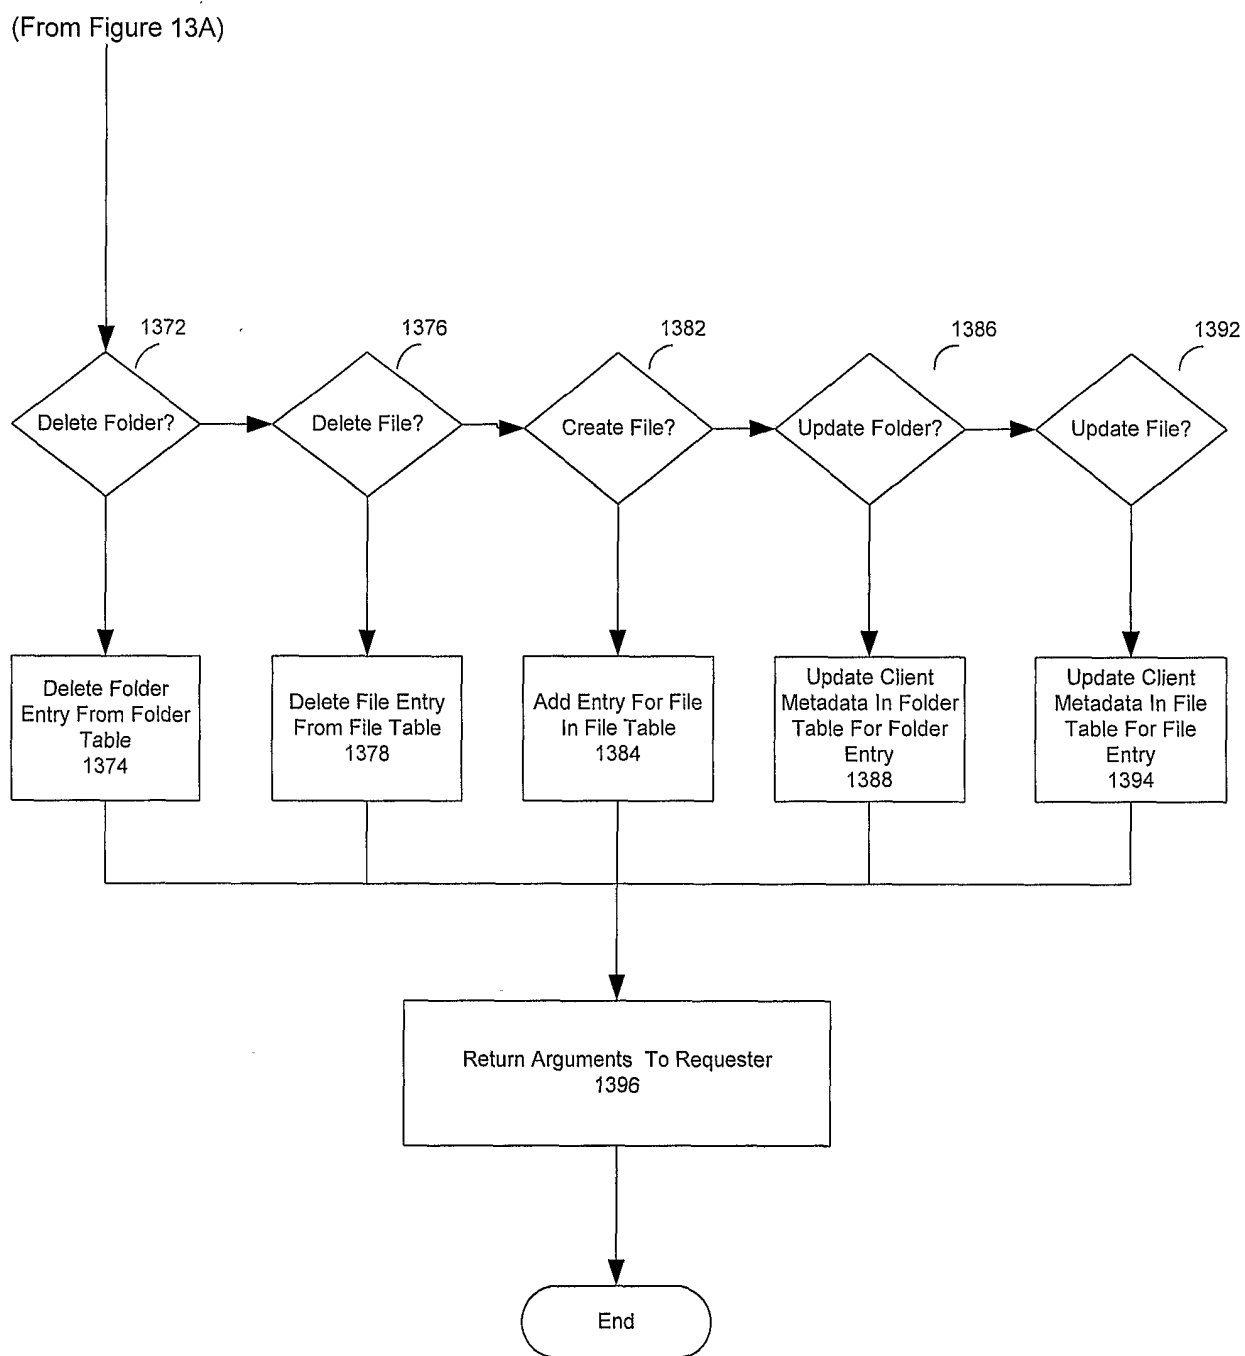 (From Figure 13A)
1372
1376
1382
1386
1392
Delete Folder?
Delete File?
Create File?
Update Folder?
Update File?
Delete Folder
Entry From Folder
Table
1374
Delete File Entry
From File Table
1378
Add Entry For File
In File Table
1384
Update Client
Metadata In Folder
Table For Folder
Entry
1388
Update Client
Metadata In File
Table For File
Entry
1394
Return Arguments To Requester
1396
End